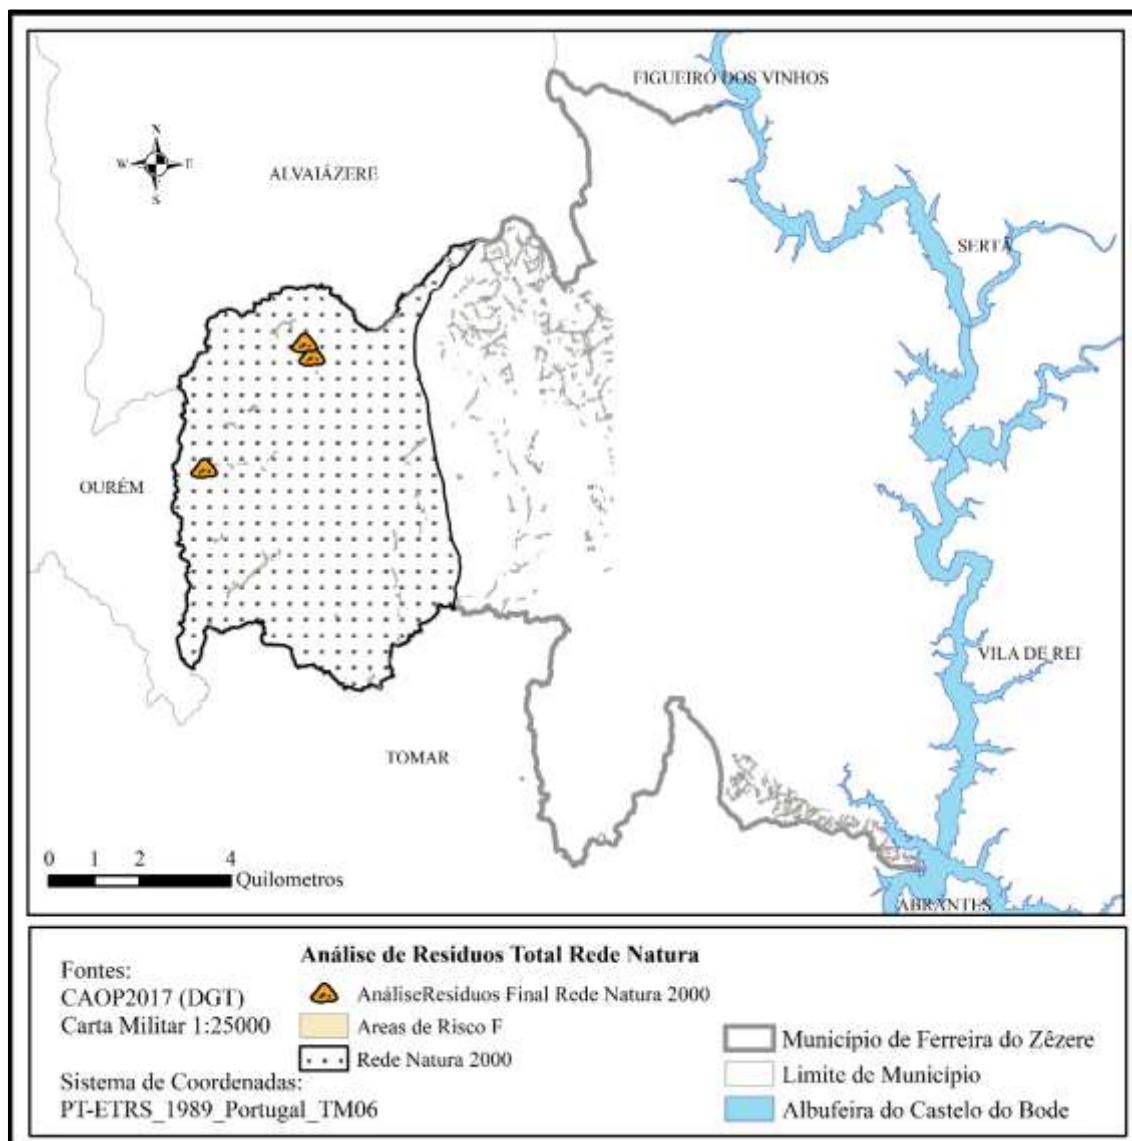 FIGUEIRÓ DOS VINHOS
N
W E
S
ALVAIÁZERE
SERTÃ
OURÉM
VILA DE REI
TOMAR
0 1 2 4
Quilometros
ABRANTES
Análise de Resíduos Total Rede Natura
Fontes:
CAOP2017 (DGT)
Carta Militar 1:25000
AnáliseResíduos Final Rede Natura 2000
Areas de Risco F
Rede Natura 2000
Sistema de Coordenadas:
PT-ETRS_1989_Portugal_TM06
Município de Ferreira do Zêzere
Limite de Município
Albufeira do Castelo do Bode